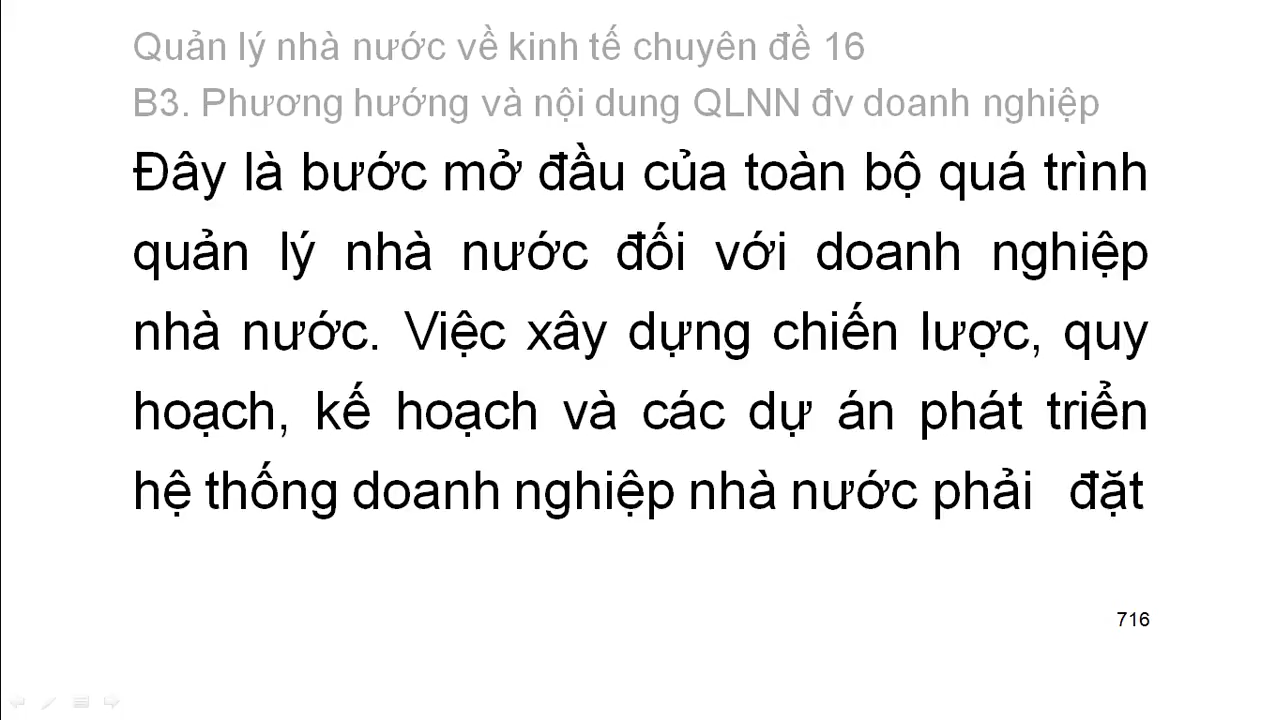 Quản lý nhà nước về kinh tế chuyên đề 16
B3. Phương hướng và nội dung QLNN đv doanh nghiệp
Đây là bước mở đầu của toàn bộ quá trình
quản lý nhà nước đối với doanh nghiệp
nhà nước. Việc xây dựng chiến lược, quy
hoạch, kế hoạch và các dự án phát triển
hệ thống doanh nghiệp nhà nước phải đặt
716